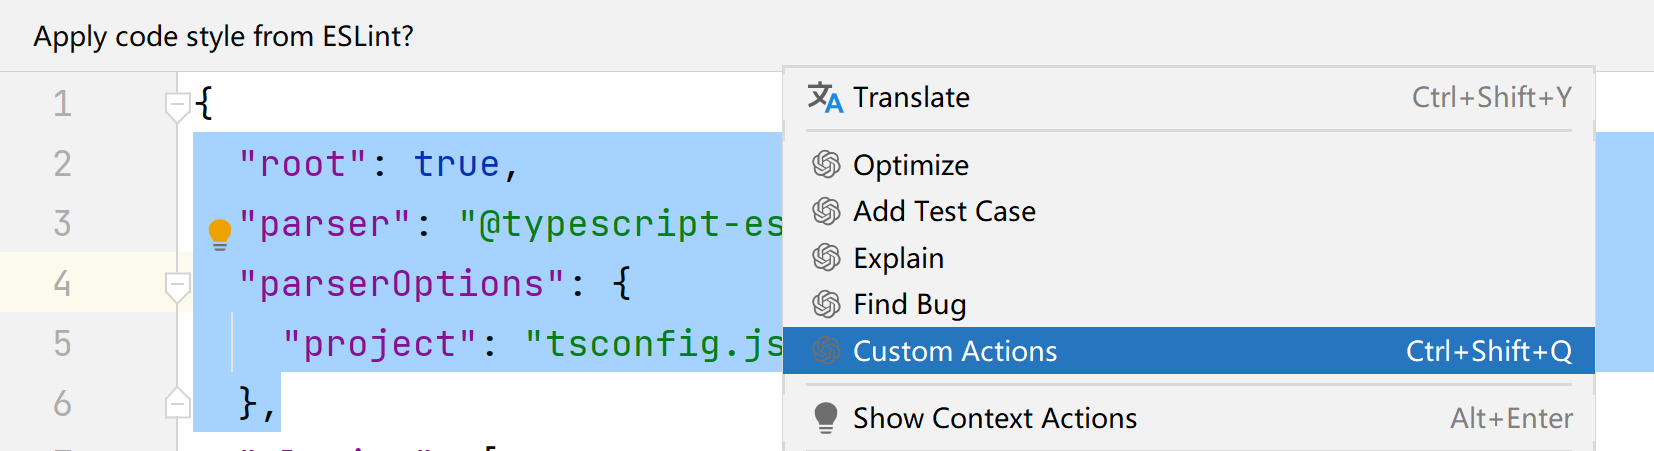 Apply code style from ESLint?
1 {
2 "root": true,
3 "parser": "@typescript-es
4 "parserOptions": {
5 "project": "tsconfig.js
6 },
Translate Ctrl+Shift+Y
Optimize
Add Test Case
Explain
Find Bug
Custom Actions Ctrl+Shift+Q
Show Context Actions Alt+Enter